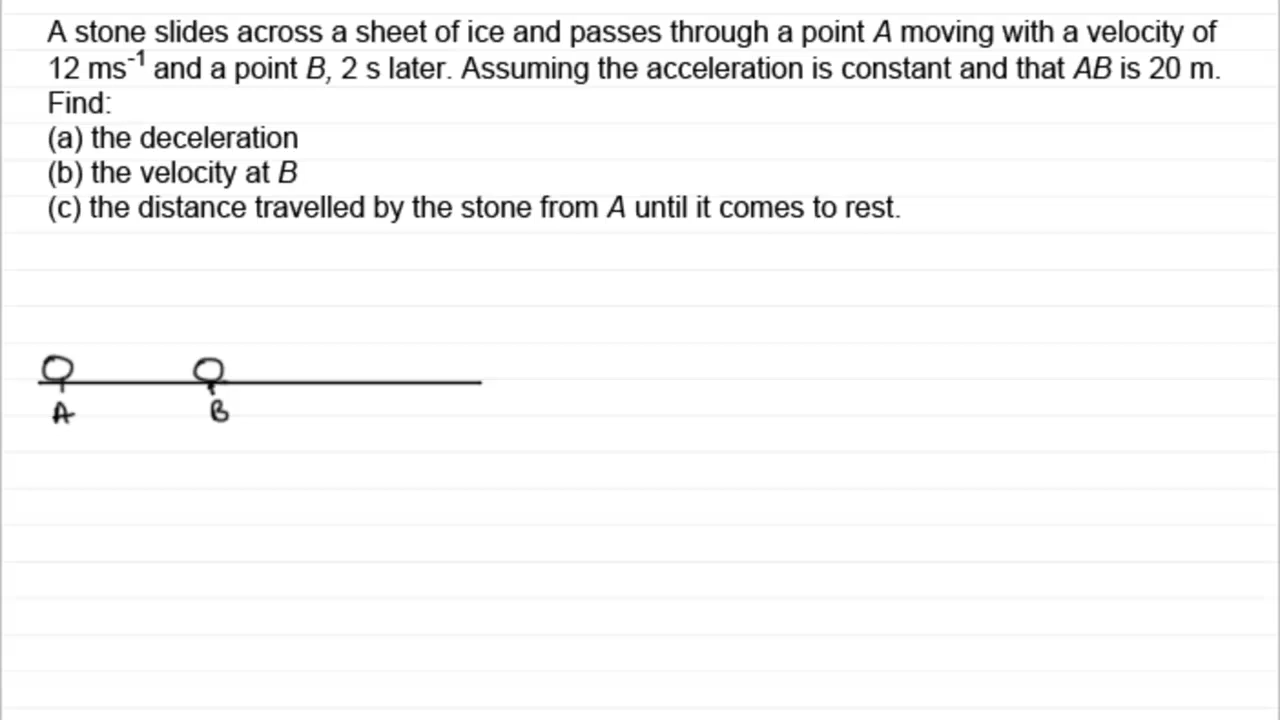 A stone slides across a sheet of ice and passes through a point A moving with a velocity of
12 ms⁻¹ and a point B, 2 s later. Assuming the acceleration is constant and that AB is 20 m.
Find:
(a) the deceleration
(b) the velocity at B
(c) the distance travelled by the stone from A until it comes to rest.
A B